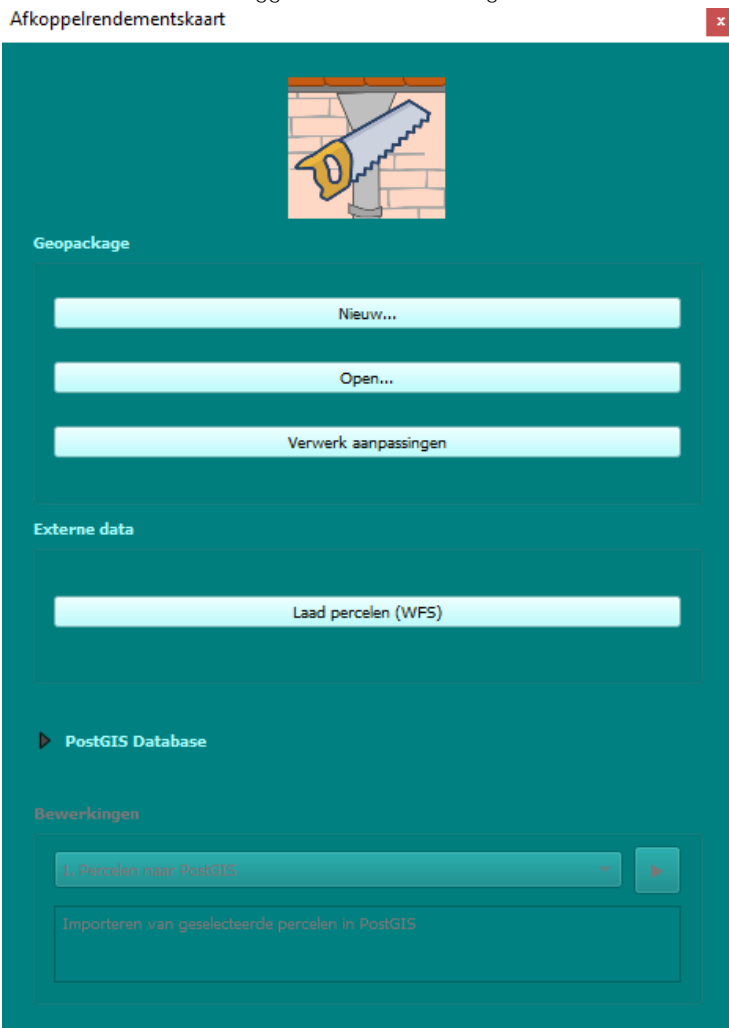 Afkoppelrendementskaart
x
Geopackage
Nieuw...
Open...
Verwerk aanpassingen
Externe data
Laad percelen (WFS)
PostGIS Database
Bewerkingen
1. Percelen naar PostGIS
Importeren van geselecteerde percelen in PostGIS